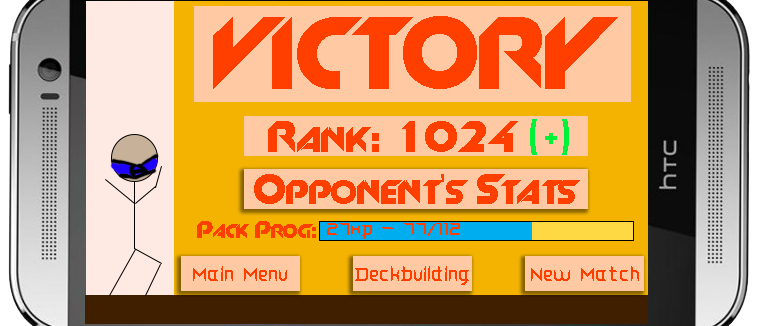 VICTORY
RANK: 1024 (+)
OPPONENT'S STATS
PACK PROG: 27xp - 77/112
Main Menu
Deckbuilding
New Match
hTC